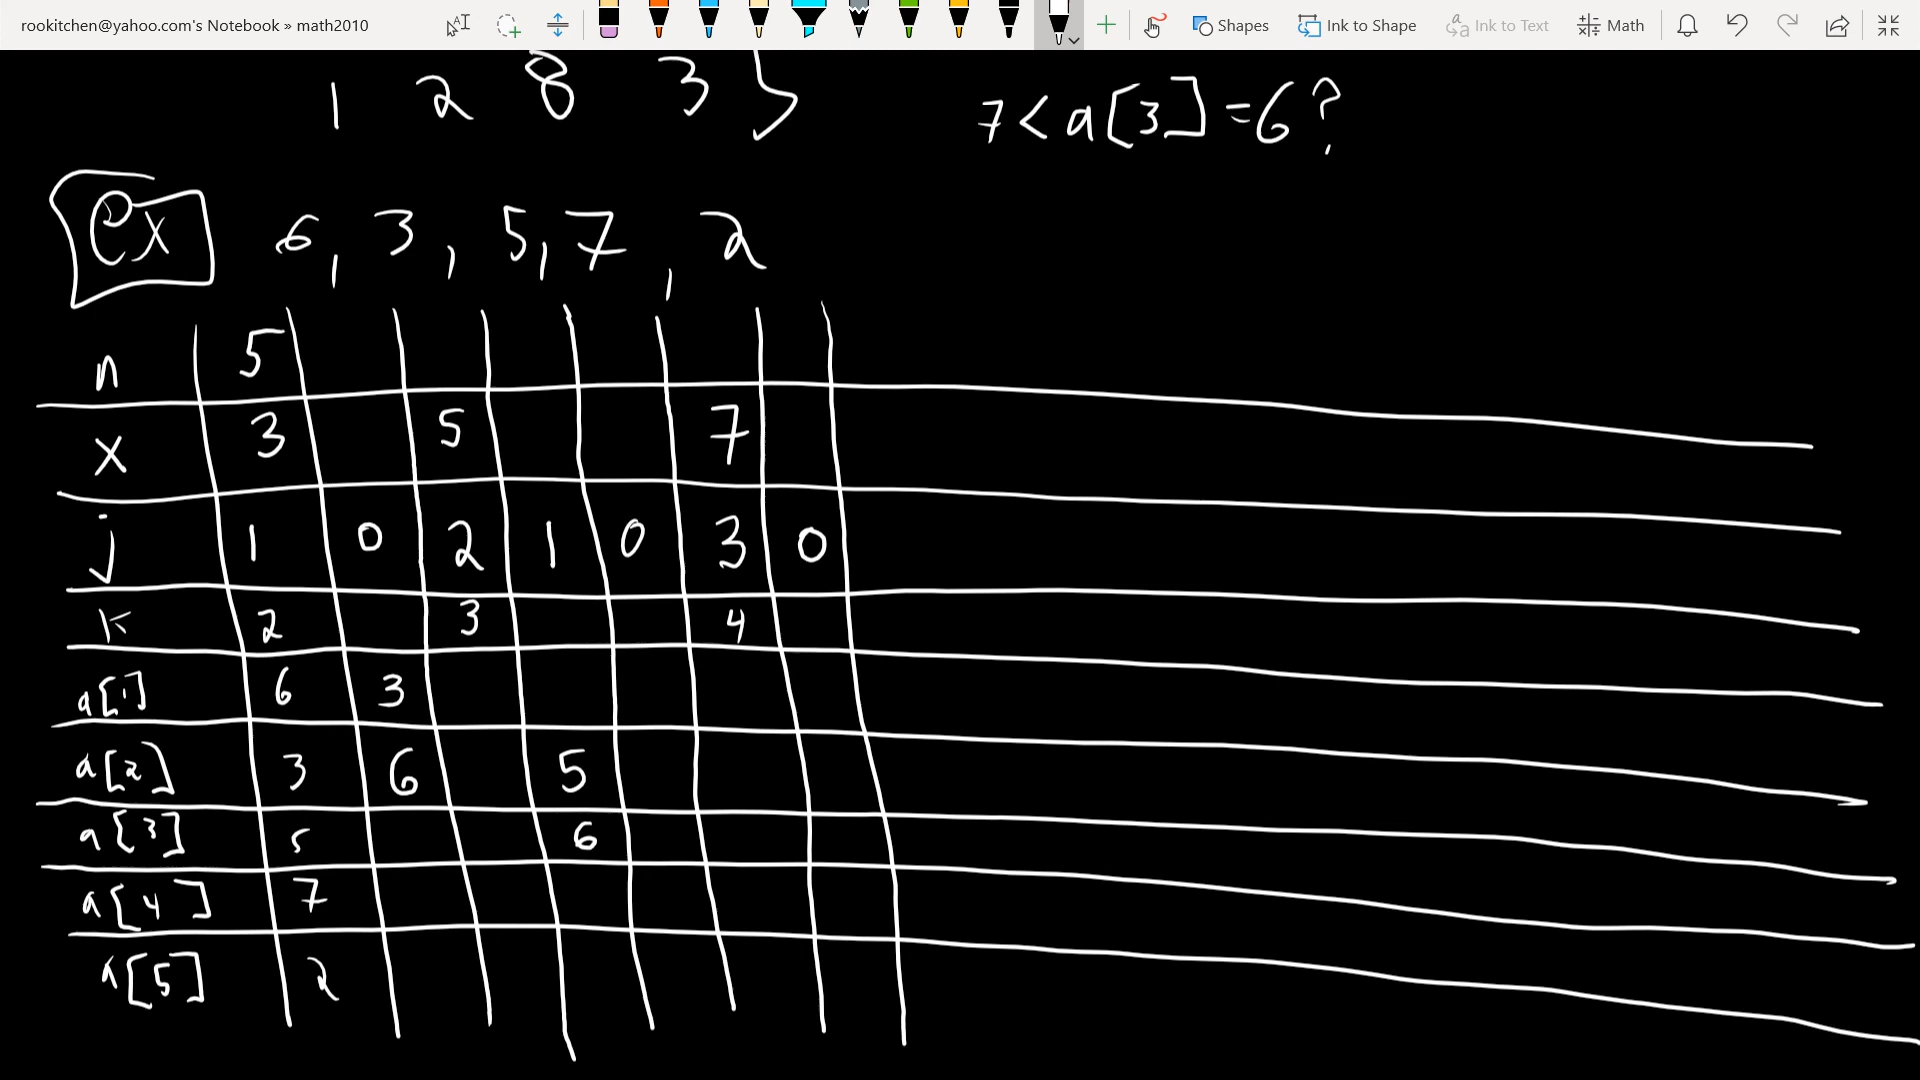 rookitchen@yahoo.com's Notebook » math2010 Shapes Ink to Shape Ink to Text Math
1 2 8 3 } 7 < a[3] = 6 ?
ex 6, 3, 5, 7, 2
n 5
x 3 5 7
j 1 0 2 1 0 3 0
k 2 3 4
a[1] 6 3
a[2] 3 6 5
a[3] 5 6
a[4] 7
a[5] 2